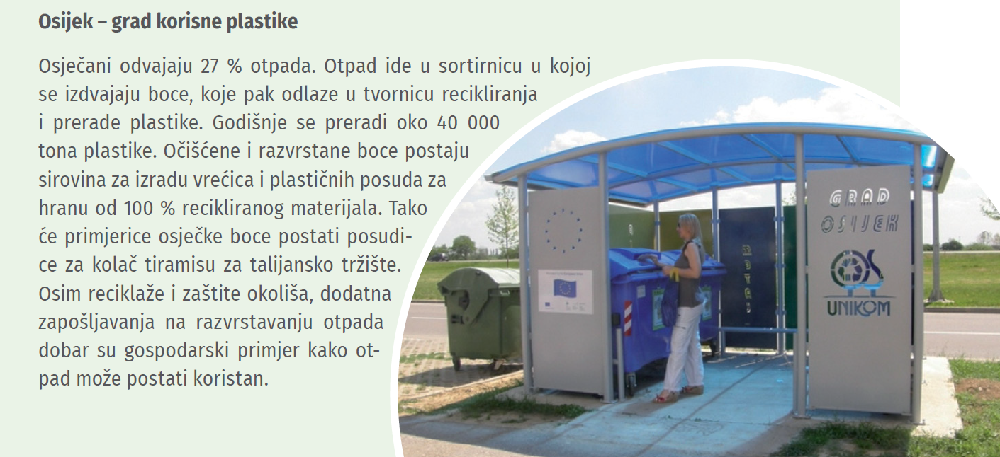 Osijek – grad korisne plastike
Osječani odvajaju 27 % otpada. Otpad ide u sortirnicu u kojoj
se izdvajaju boce, koje pak odlaze u tvornicu recikliranja
i prerade plastike. Godišnje se preradi oko 40 000
tona plastike. Očišćene i razvrstane boce postaju
sirovina za izradu vrećica i plastičnih posuda za
hranu od 100 % recikliranog materijala. Tako
će primjerice osječke boce postati posudi-
ce za kolač tiramisu za talijansko tržište.
Osim reciklaže i zaštite okoliša, dodatna
zapošljavanja na razvrstavanju otpada
dobar su gospodarski primjer kako ot-
pad može postati koristan.
GRAD
OSIJEK
OS
UNIKOM